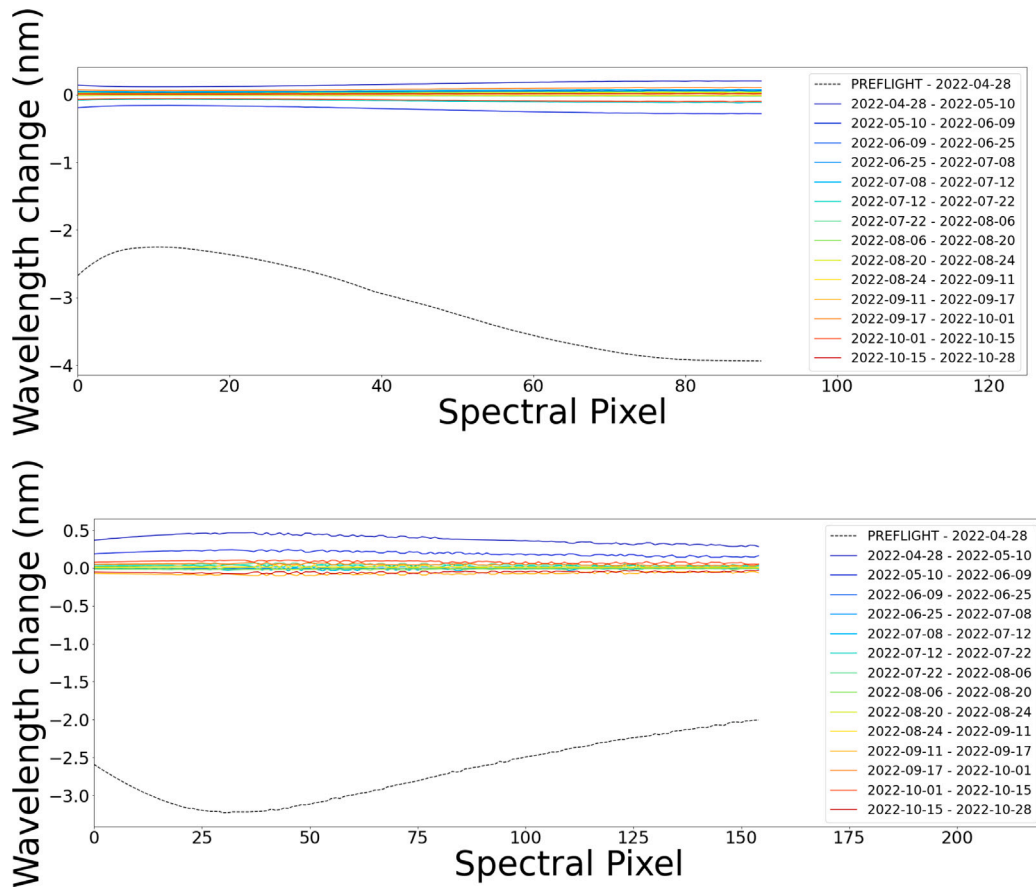 Wavelength change (nm)
0
−1
−2
−3
−4
0 20 40 60 80 100 120
Spectral Pixel
PREFLIGHT - 2022-04-28
2022-04-28 - 2022-05-10
2022-05-10 - 2022-06-09
2022-06-09 - 2022-06-25
2022-06-25 - 2022-07-08
2022-07-08 - 2022-07-12
2022-07-12 - 2022-07-22
2022-07-22 - 2022-08-06
2022-08-06 - 2022-08-20
2022-08-20 - 2022-08-24
2022-08-24 - 2022-09-11
2022-09-11 - 2022-09-17
2022-09-17 - 2022-10-01
2022-10-01 - 2022-10-15
2022-10-15 - 2022-10-28
Wavelength change (nm)
0.5
0.0
−0.5
−1.0
−1.5
−2.0
−2.5
−3.0
0 25 50 75 100 125 150 175 200
Spectral Pixel
PREFLIGHT - 2022-04-28
2022-04-28 - 2022-05-10
2022-05-10 - 2022-06-09
2022-06-09 - 2022-06-25
2022-06-25 - 2022-07-08
2022-07-08 - 2022-07-12
2022-07-12 - 2022-07-22
2022-07-22 - 2022-08-06
2022-08-06 - 2022-08-20
2022-08-20 - 2022-08-24
2022-08-24 - 2022-09-11
2022-09-11 - 2022-09-17
2022-09-17 - 2022-10-01
2022-10-01 - 2022-10-15
2022-10-15 - 2022-10-28